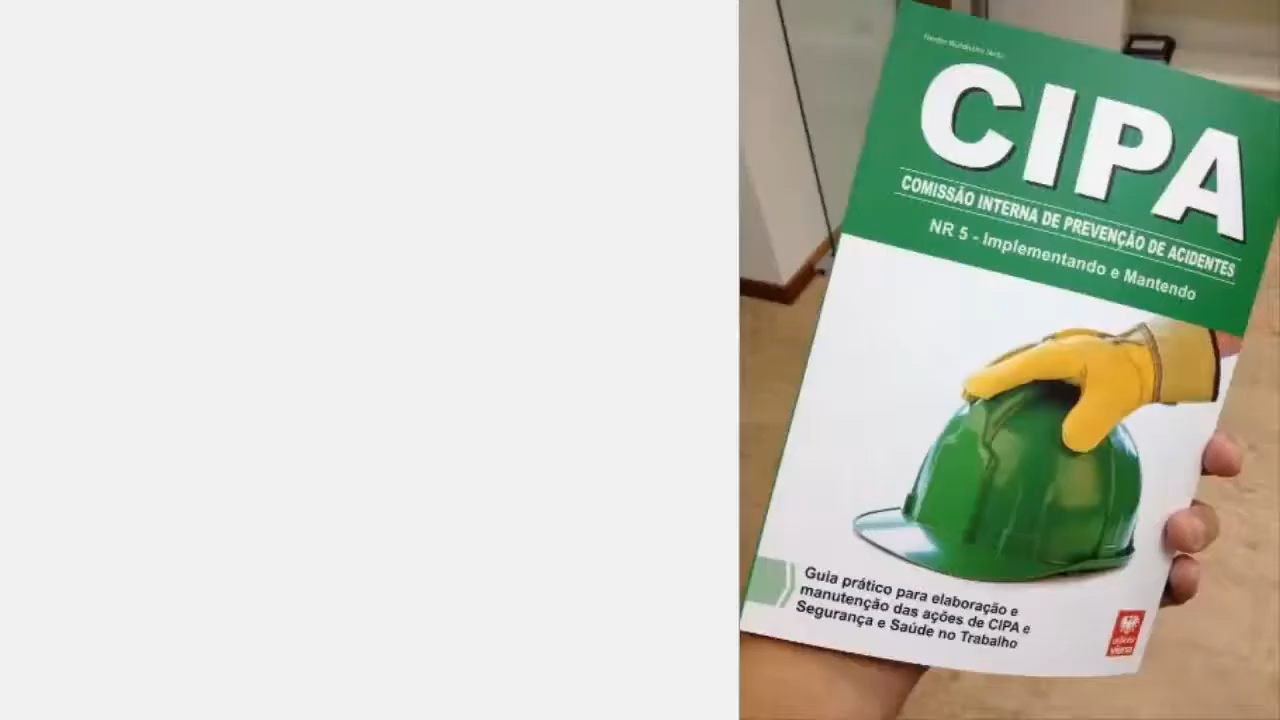 CIPA
COMISSÃO INTERNA DE PREVENÇÃO DE ACIDENTES
NR 5 - Implementando e Mantendo
Guia prático para elaboração e
manutenção das ações de CIPA e
Segurança e Saúde no Trabalho
viena